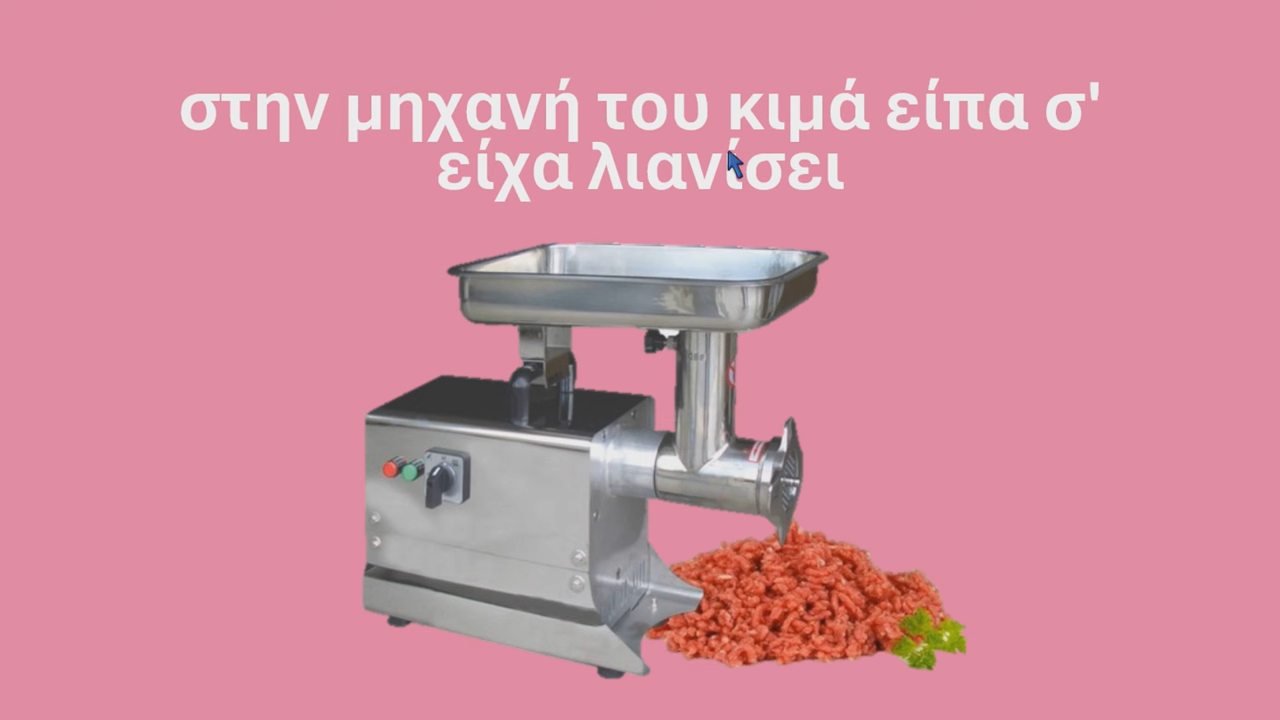 στην μηχανή του κιμά είπα σ'
είχα λιανίσει